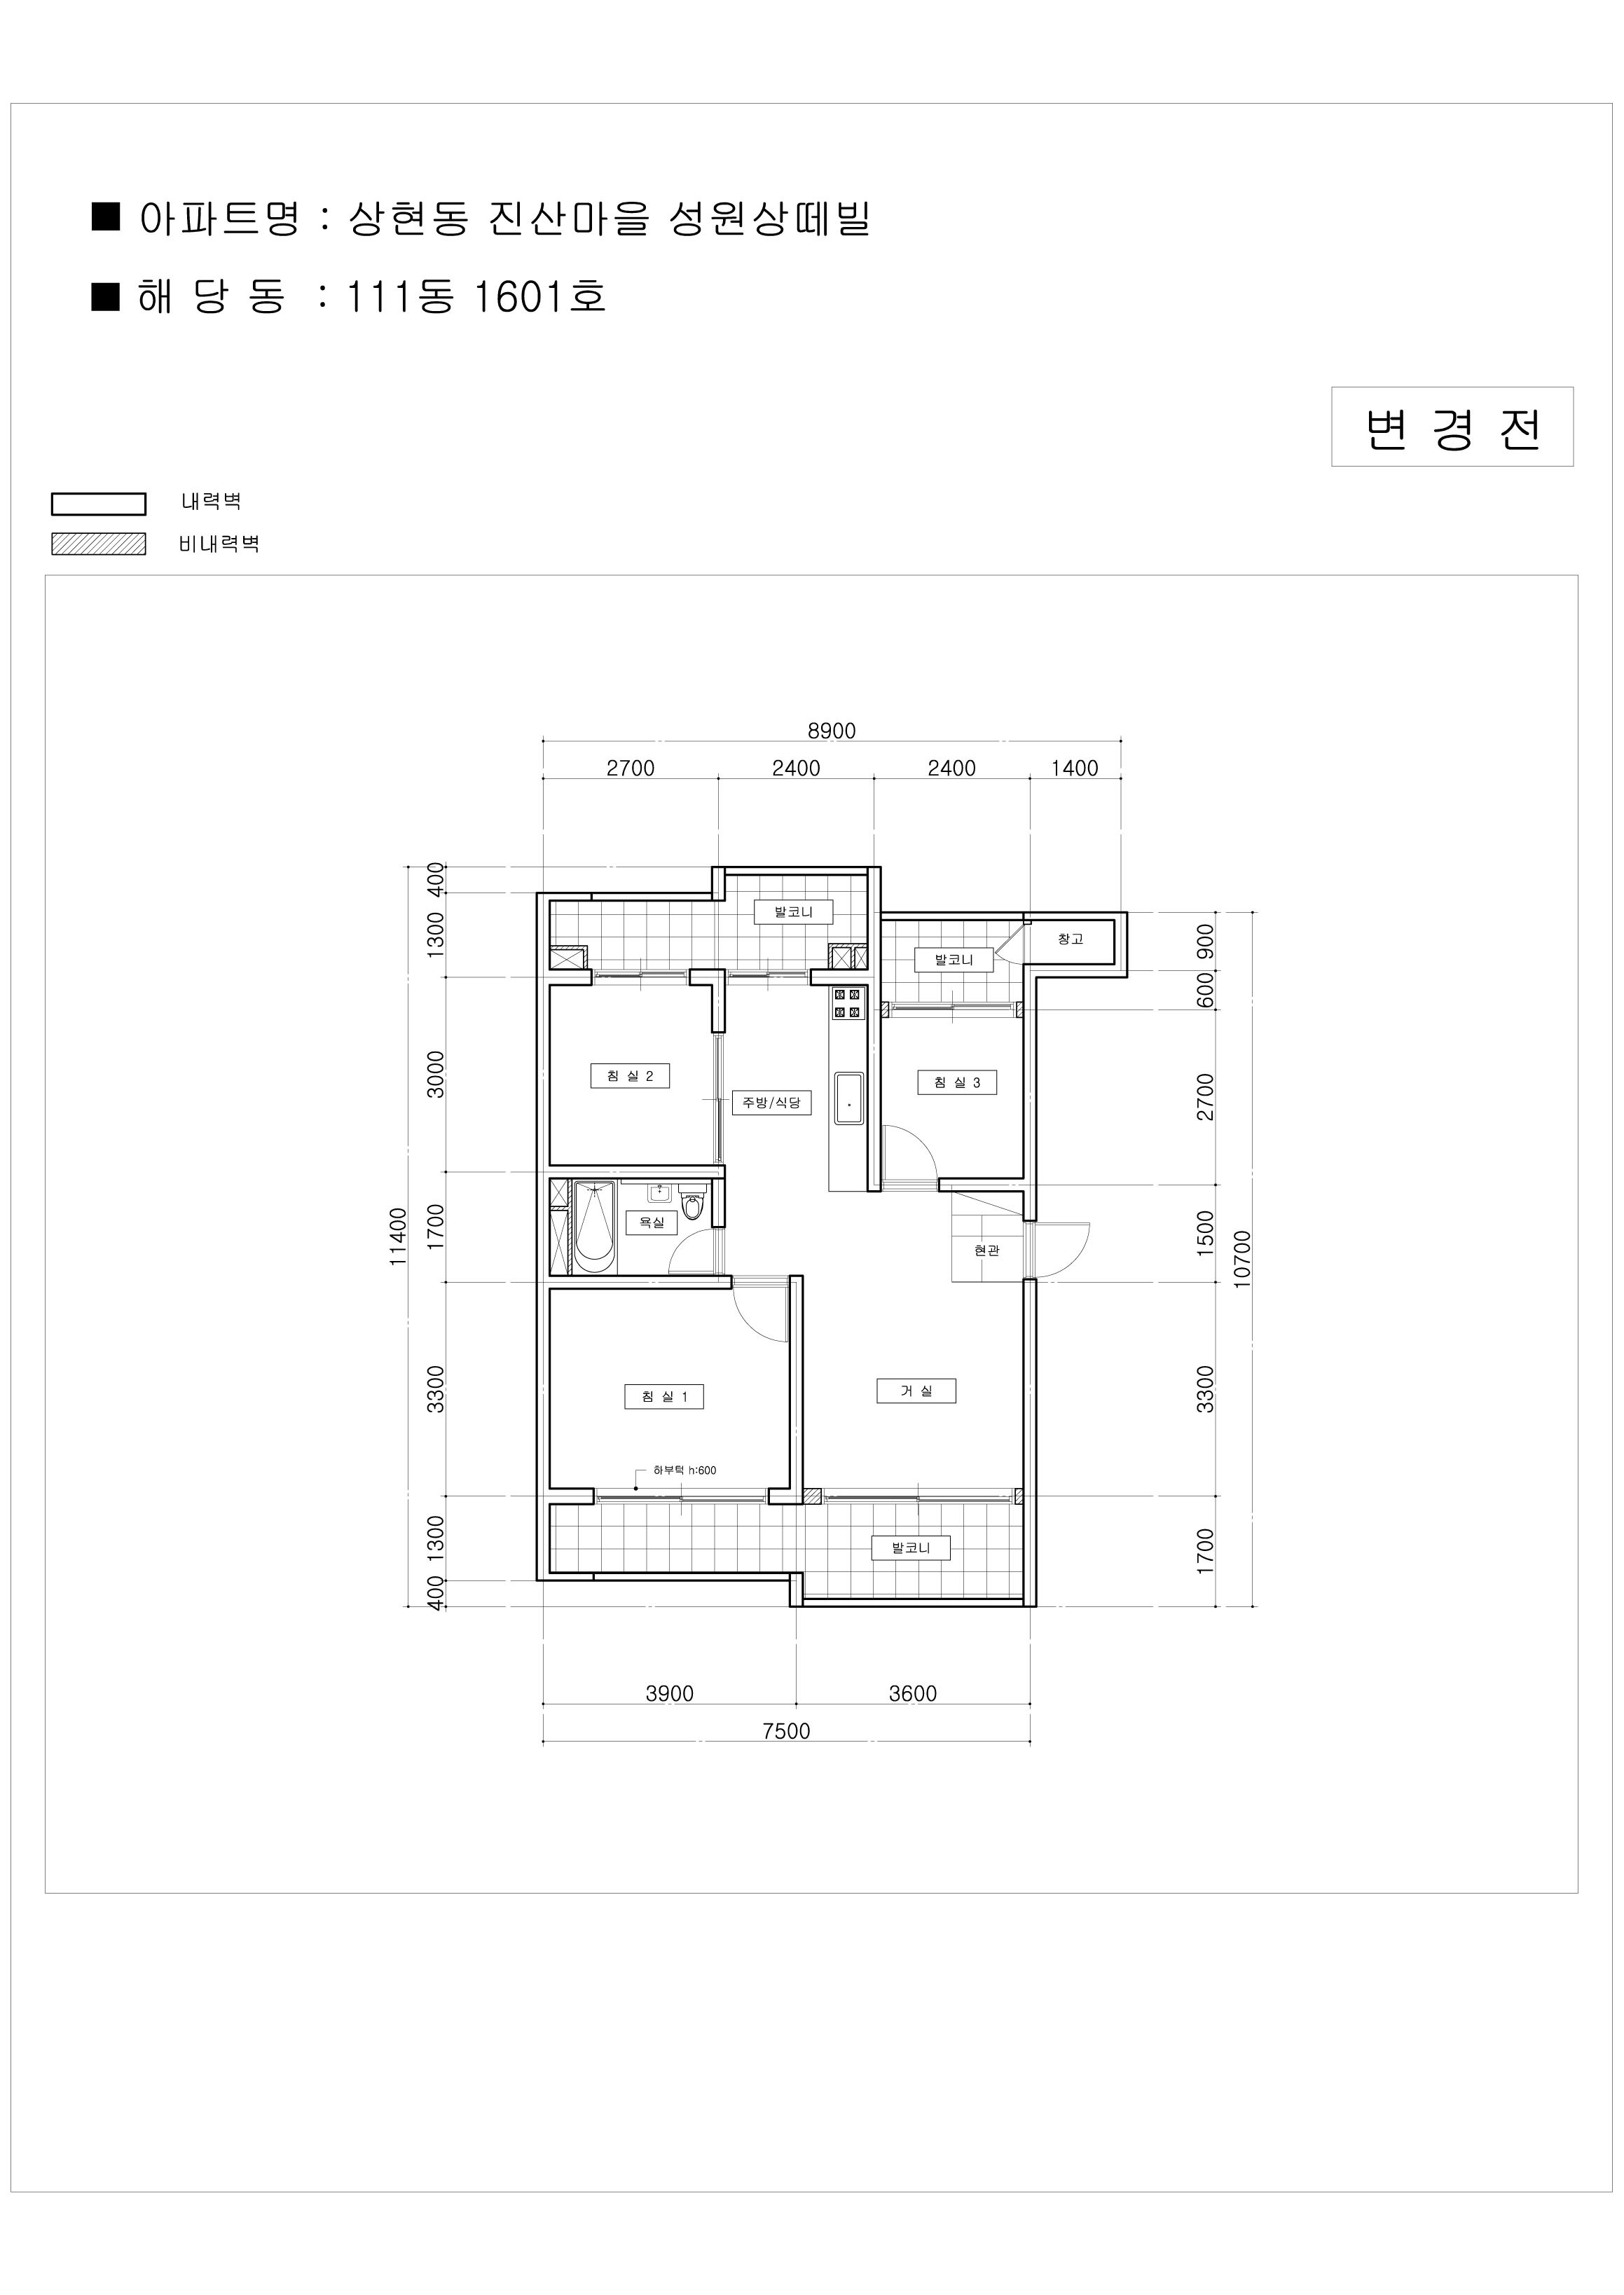 ■ 아파트명 : 상현동 진산마을 성원상떼빌
■ 해 당 동 : 111동 1601호
변 경 전
내력벽
비내력벽
8900
2700 2400 2400 1400
400
1300
3000
1700
3300
1300
400
11400
발코니
발코니
창고
침 실 2
주방/식당
침 실 3
욕실
현관
침 실 1
거 실
하부턱 h:600
발코니
900
600
2700
1500
3300
1700
10700
3900 3600
7500